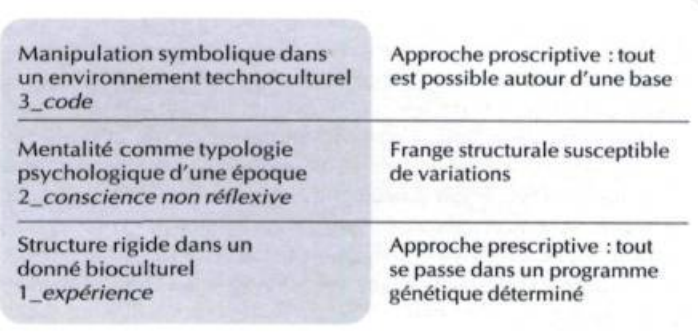 Manipulation symbolique dans
un environnement technoculturel
3_code
Approche proscriptive : tout
est possible autour d'une base
Mentalité comme typologie
psychologique d'une époque
2_conscience non réflexive
Frange structurale susceptible
de variations
Structure rigide dans un
donné bioculturel
1_expérience
Approche prescriptive : tout
se passe dans un programme
génétique déterminé